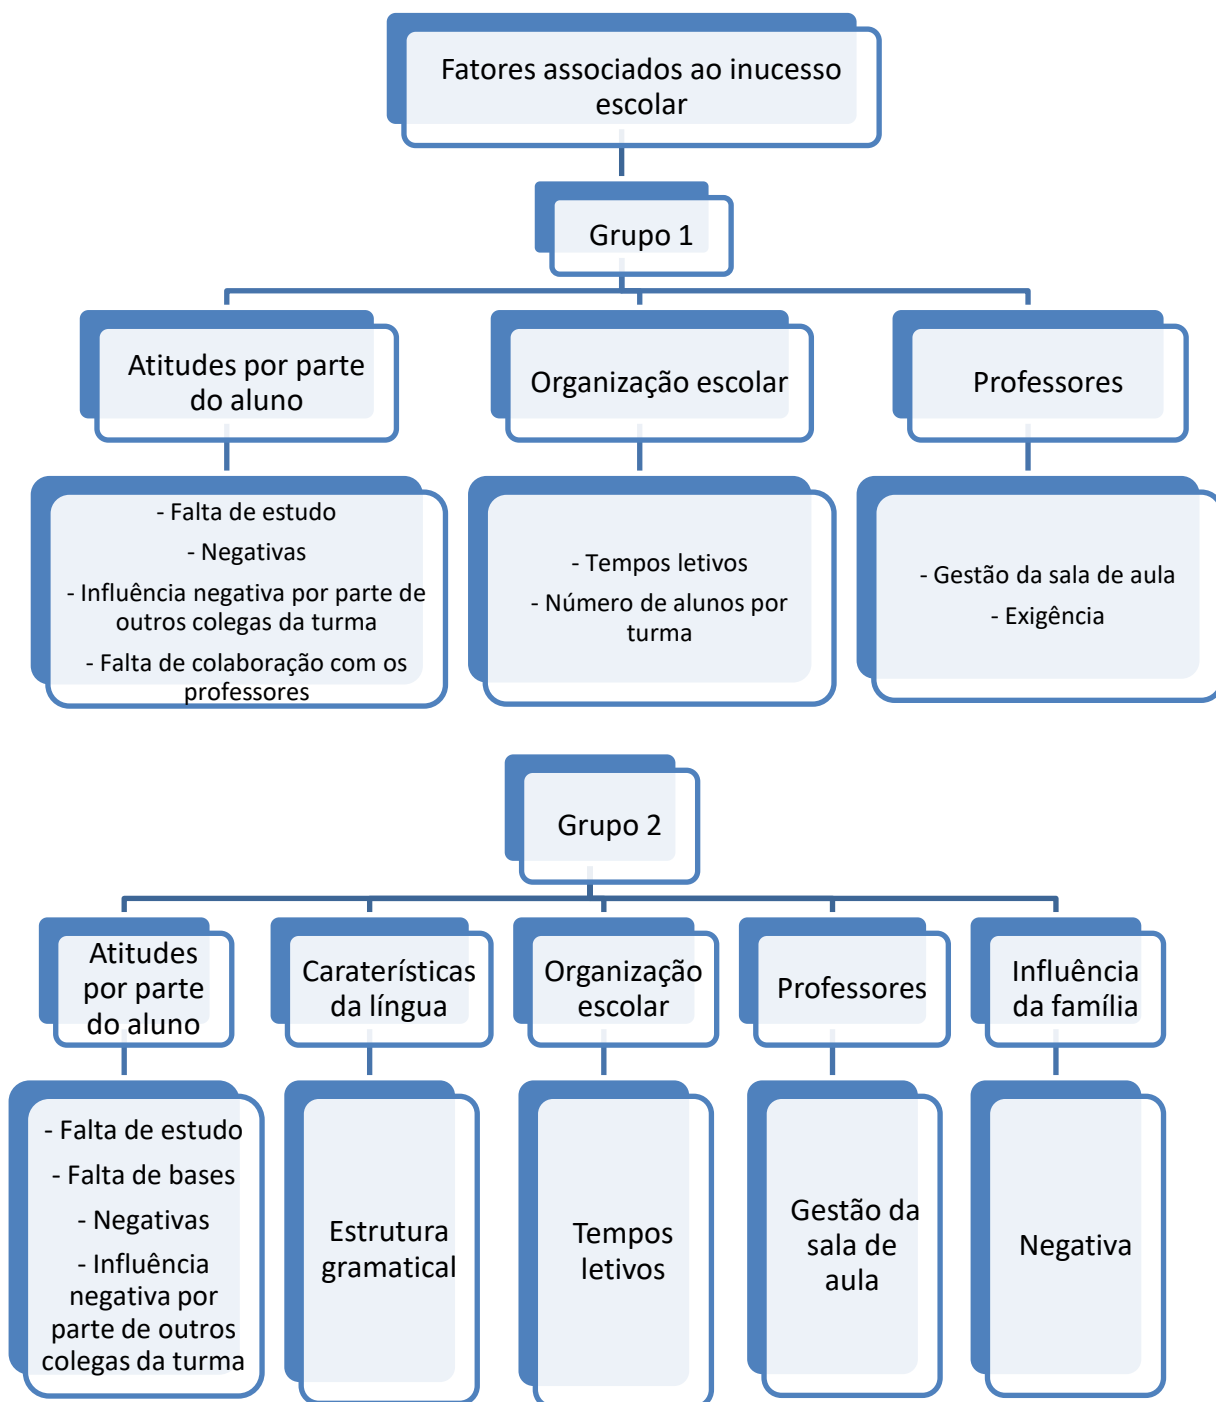 Fatores associados ao inucesso
escolar
Grupo 1
Atitudes por parte
do aluno
Organização escolar
Professores
- Falta de estudo
- Negativas
- Influência negativa por parte de
outros colegas da turma
- Falta de colaboração com os
professores
- Tempos letivos
- Número de alunos por
turma
- Gestão da sala de aula
- Exigência
Grupo 2
Atitudes
por parte
do aluno
Caraterísticas
da língua
Organização
escolar
Professores
Influência
da família
- Falta de estudo
- Falta de bases
- Negativas
- Influência
negativa por
parte de outros
colegas da turma
Estrutura
gramatical
Tempos
letivos
Gestão da
sala de
aula
Negativa